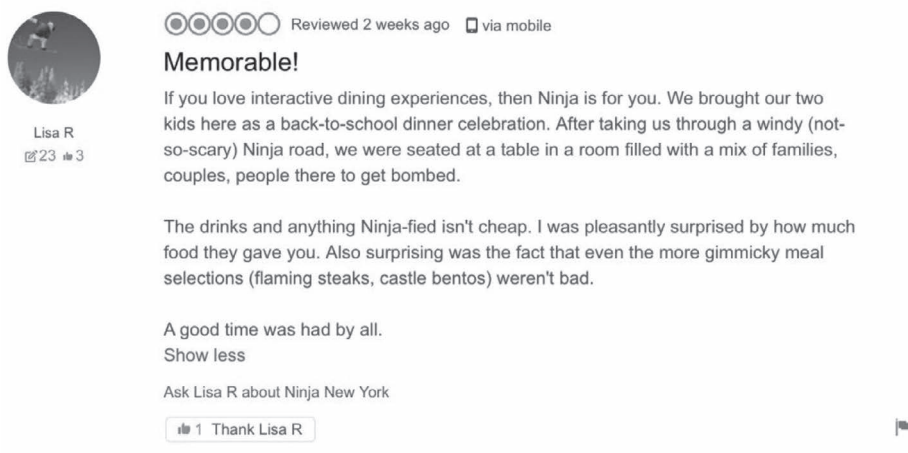 Reviewed 2 weeks ago via mobile
Memorable!
If you love interactive dining experiences, then Ninja is for you. We brought our two
kids here as a back-to-school dinner celebration. After taking us through a windy (not-
so-scary) Ninja road, we were seated at a table in a room filled with a mix of families,
couples, people there to get bombed.
Lisa R
23 3
The drinks and anything Ninja-fied isn't cheap. I was pleasantly surprised by how much
food they gave you. Also surprising was the fact that even the more gimmicky meal
selections (flaming steaks, castle bentos) weren't bad.
A good time was had by all.
Show less
Ask Lisa R about Ninja New York
1 Thank Lisa R